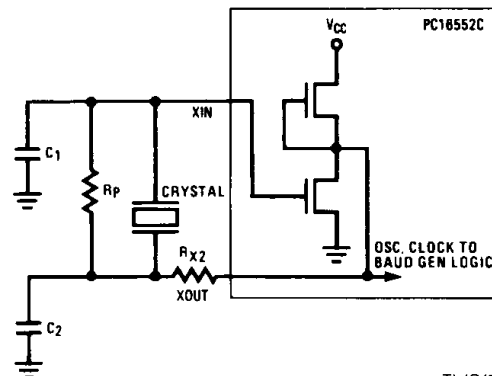 PC16552C
VCC
XIN
C1
RP
CRYSTAL
RX2
XOUT
OSC. CLOCK TO
BAUD GEN LOGIC
C2